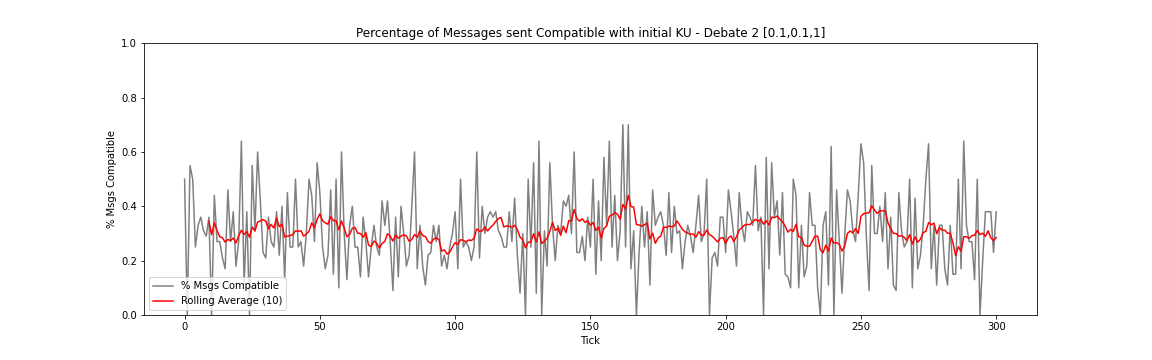 Percentage of Messages sent Compatible with initial KU - Debate 2 [0.1,0.1,1]
1.0
0.8
0.6
0.4
0.2
0.0
% Msgs Compatible
% Msgs Compatible
Rolling Average (10)
0
50
100
150
200
250
300
Tick